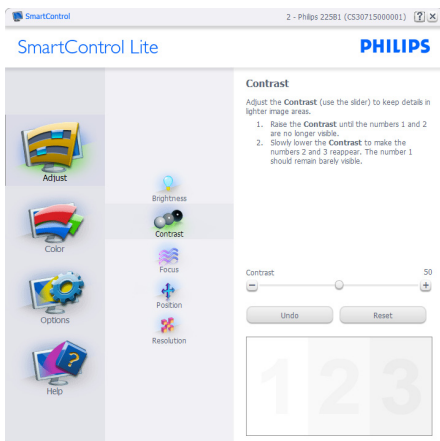 SmartControl
2 - Philips 225B1 (CS30715000001)
SmartControl Lite
PHILIPS
Adjust
Color
Options
Help
Brightness
Contrast
Focus
Position
Resolution
Contrast
Adjust the Contrast (use the slider) to keep details in
lighter image areas.
1. Raise the Contrast until the numbers 1 and 2
are no longer visible.
2. Slowly lower the Contrast to make the
numbers 2 and 3 reappear. The number 1
should remain barely visible.
Contrast 50
Undo
Reset
1 2 3